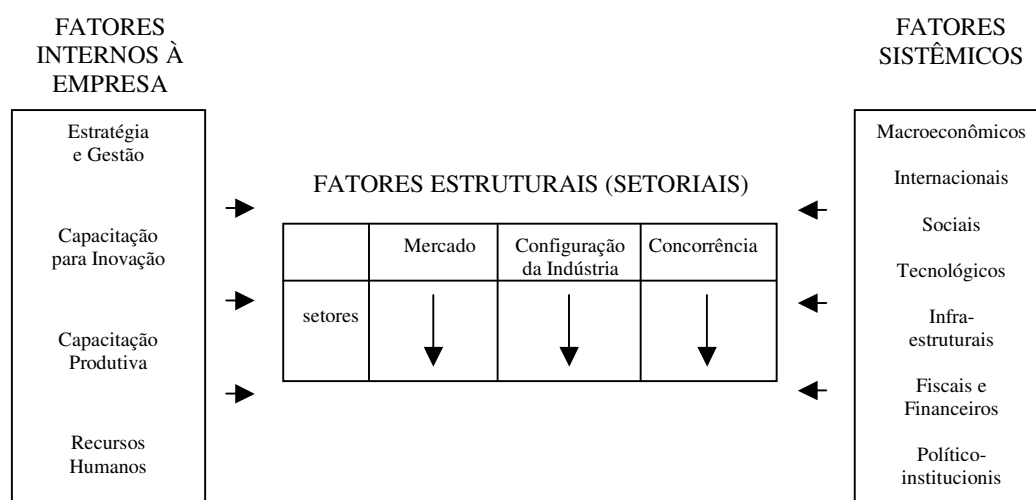 FATORES
INTERNOS À
EMPRESA
Estratégia
e Gestão
Capacitação
para Inovação
Capacitação
Produtiva
Recursos
Humanos
FATORES ESTRUTURAIS (SETORIAIS)
Mercado
Configuração
da Indústria
Concorrência
setores
FATORES
SISTÊMICOS
Macroeconômicos
Internacionais
Sociais
Tecnológicos
Infra-
estruturais
Fiscais e
Financeiros
Político-
institucionis